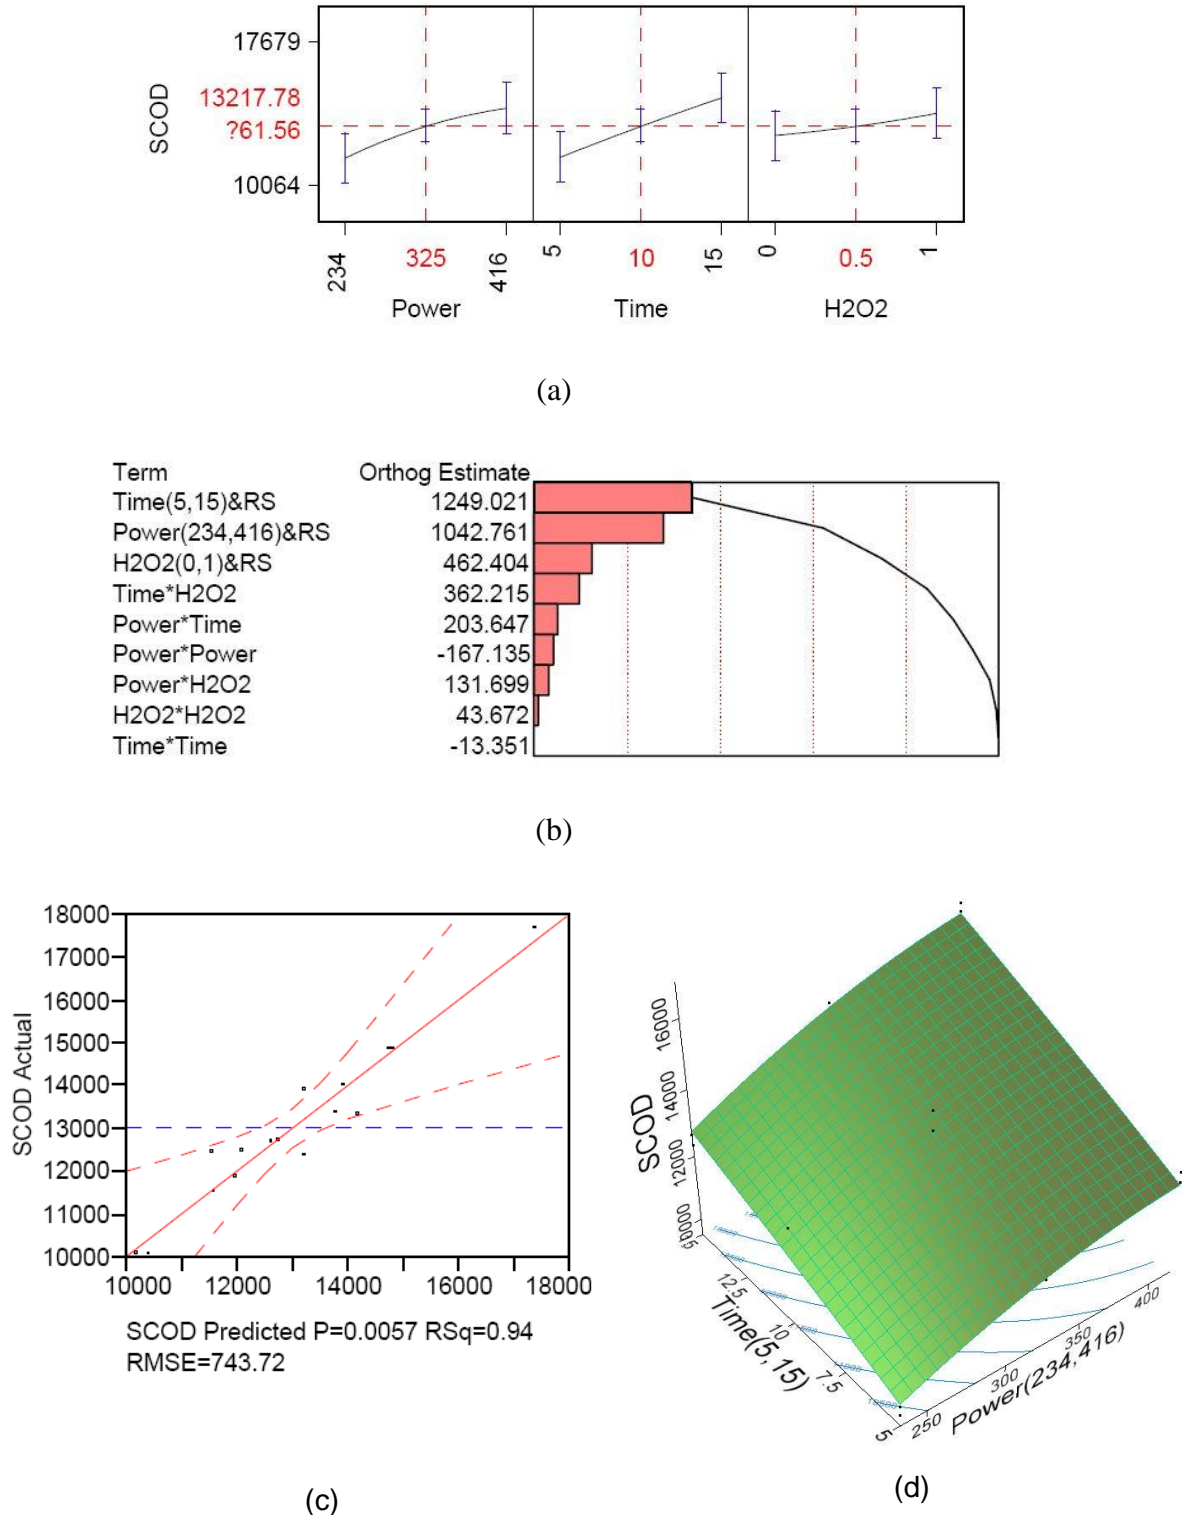 17679
13217.78
?61.56
10064
SCOD
234
325
416
5
10
15
0
0.5
1
Power
Time
H2O2
(a)
Term Orthog Estimate
Time(5,15)&RS 1249.021
Power(234,416)&RS 1042.761
H2O2(0,1)&RS 462.404
Time*H2O2 362.215
Power*Time 203.647
Power*Power -167.135
Power*H2O2 131.699
H2O2*H2O2 43.672
Time*Time -13.351
(b)
18000
17000
16000
15000
14000
13000
12000
11000
10000
SCOD Actual
10000 12000 14000 16000 18000
SCOD Predicted P=0.0057 RSq=0.94
RMSE=743.72
(c)
SCOD
16000
14000
12000
12.5
10
7.5
5
Time(5,15)
250
300
350
400
Power(234,416)
(d)